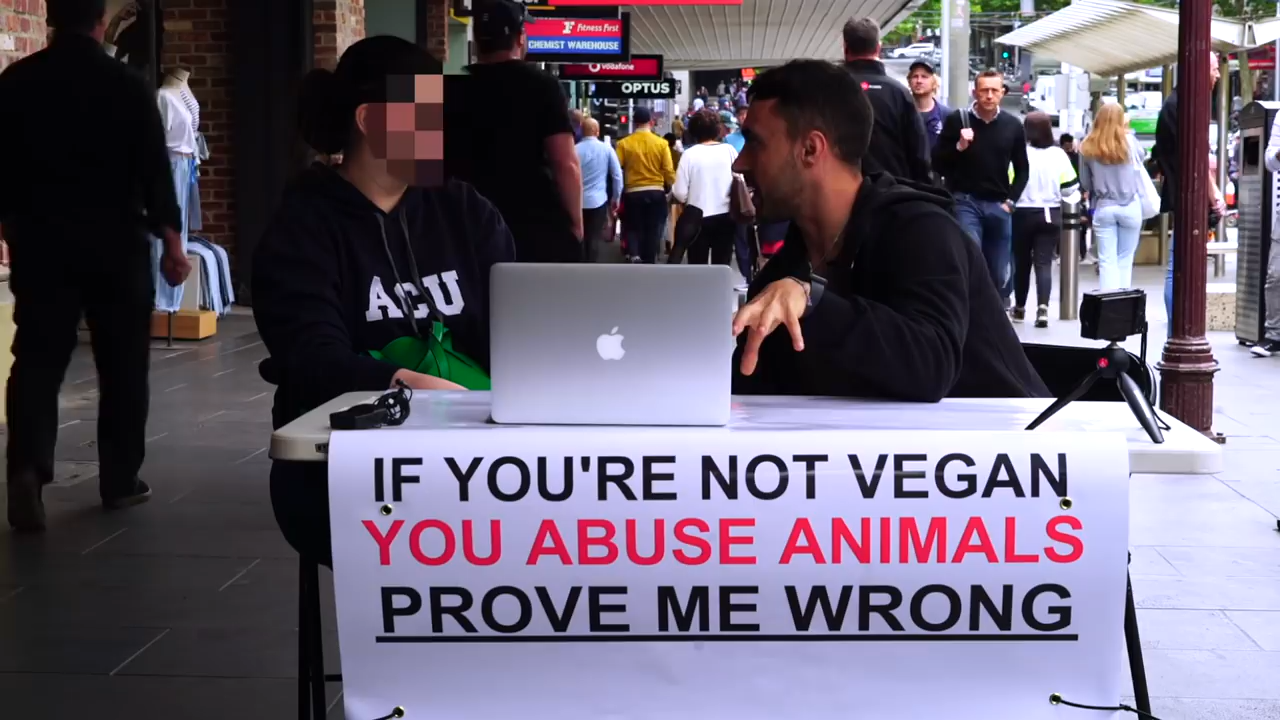 Fitness First
CHEMIST WAREHOUSE
vodafone
OPTUS
ACU
IF YOU'RE NOT VEGAN
YOU ABUSE ANIMALS
PROVE ME WRONG